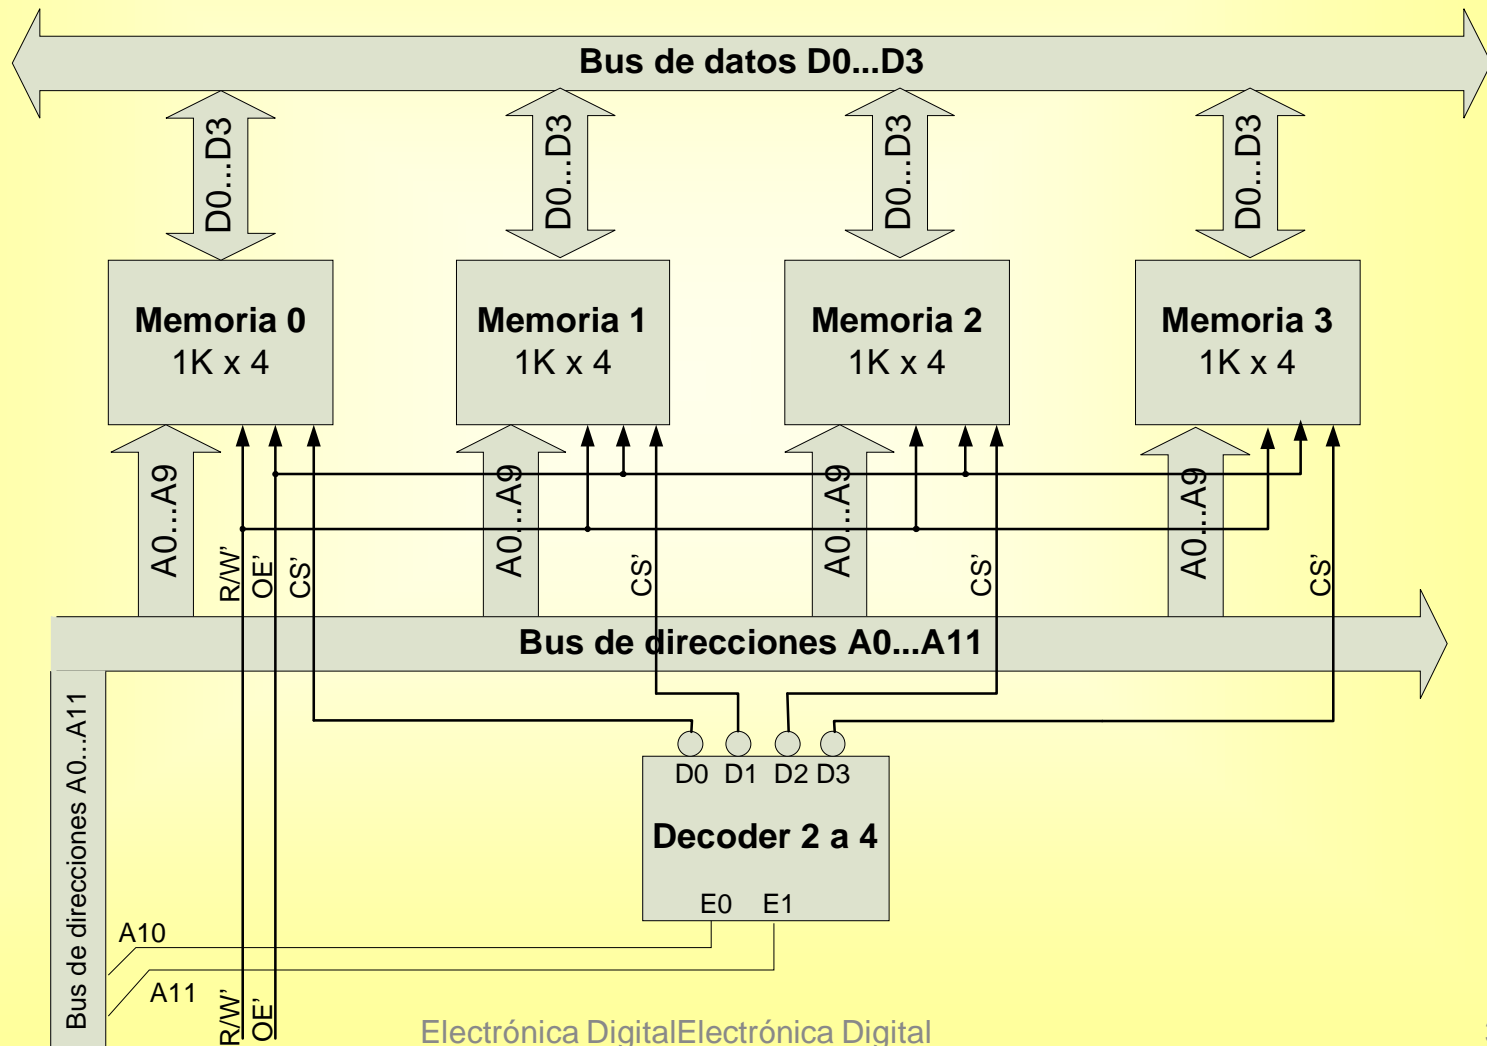 Bus de datos D0...D3
D0...D3
D0...D3
D0...D3
D0...D3
Memoria 0
1K x 4
Memoria 1
1K x 4
Memoria 2
1K x 4
Memoria 3
1K x 4
A0...A9
R/W’
OE’
CS’
A0...A9
CS’
A0...A9
CS’
A0...A9
CS’
Bus de direcciones A0...A11
Bus de direcciones A0...A11
D0 D1 D2 D3
Decoder 2 a 4
E0 E1
A10
A11
R/W’
OE’
Electrónica DigitalElectrónica Digital